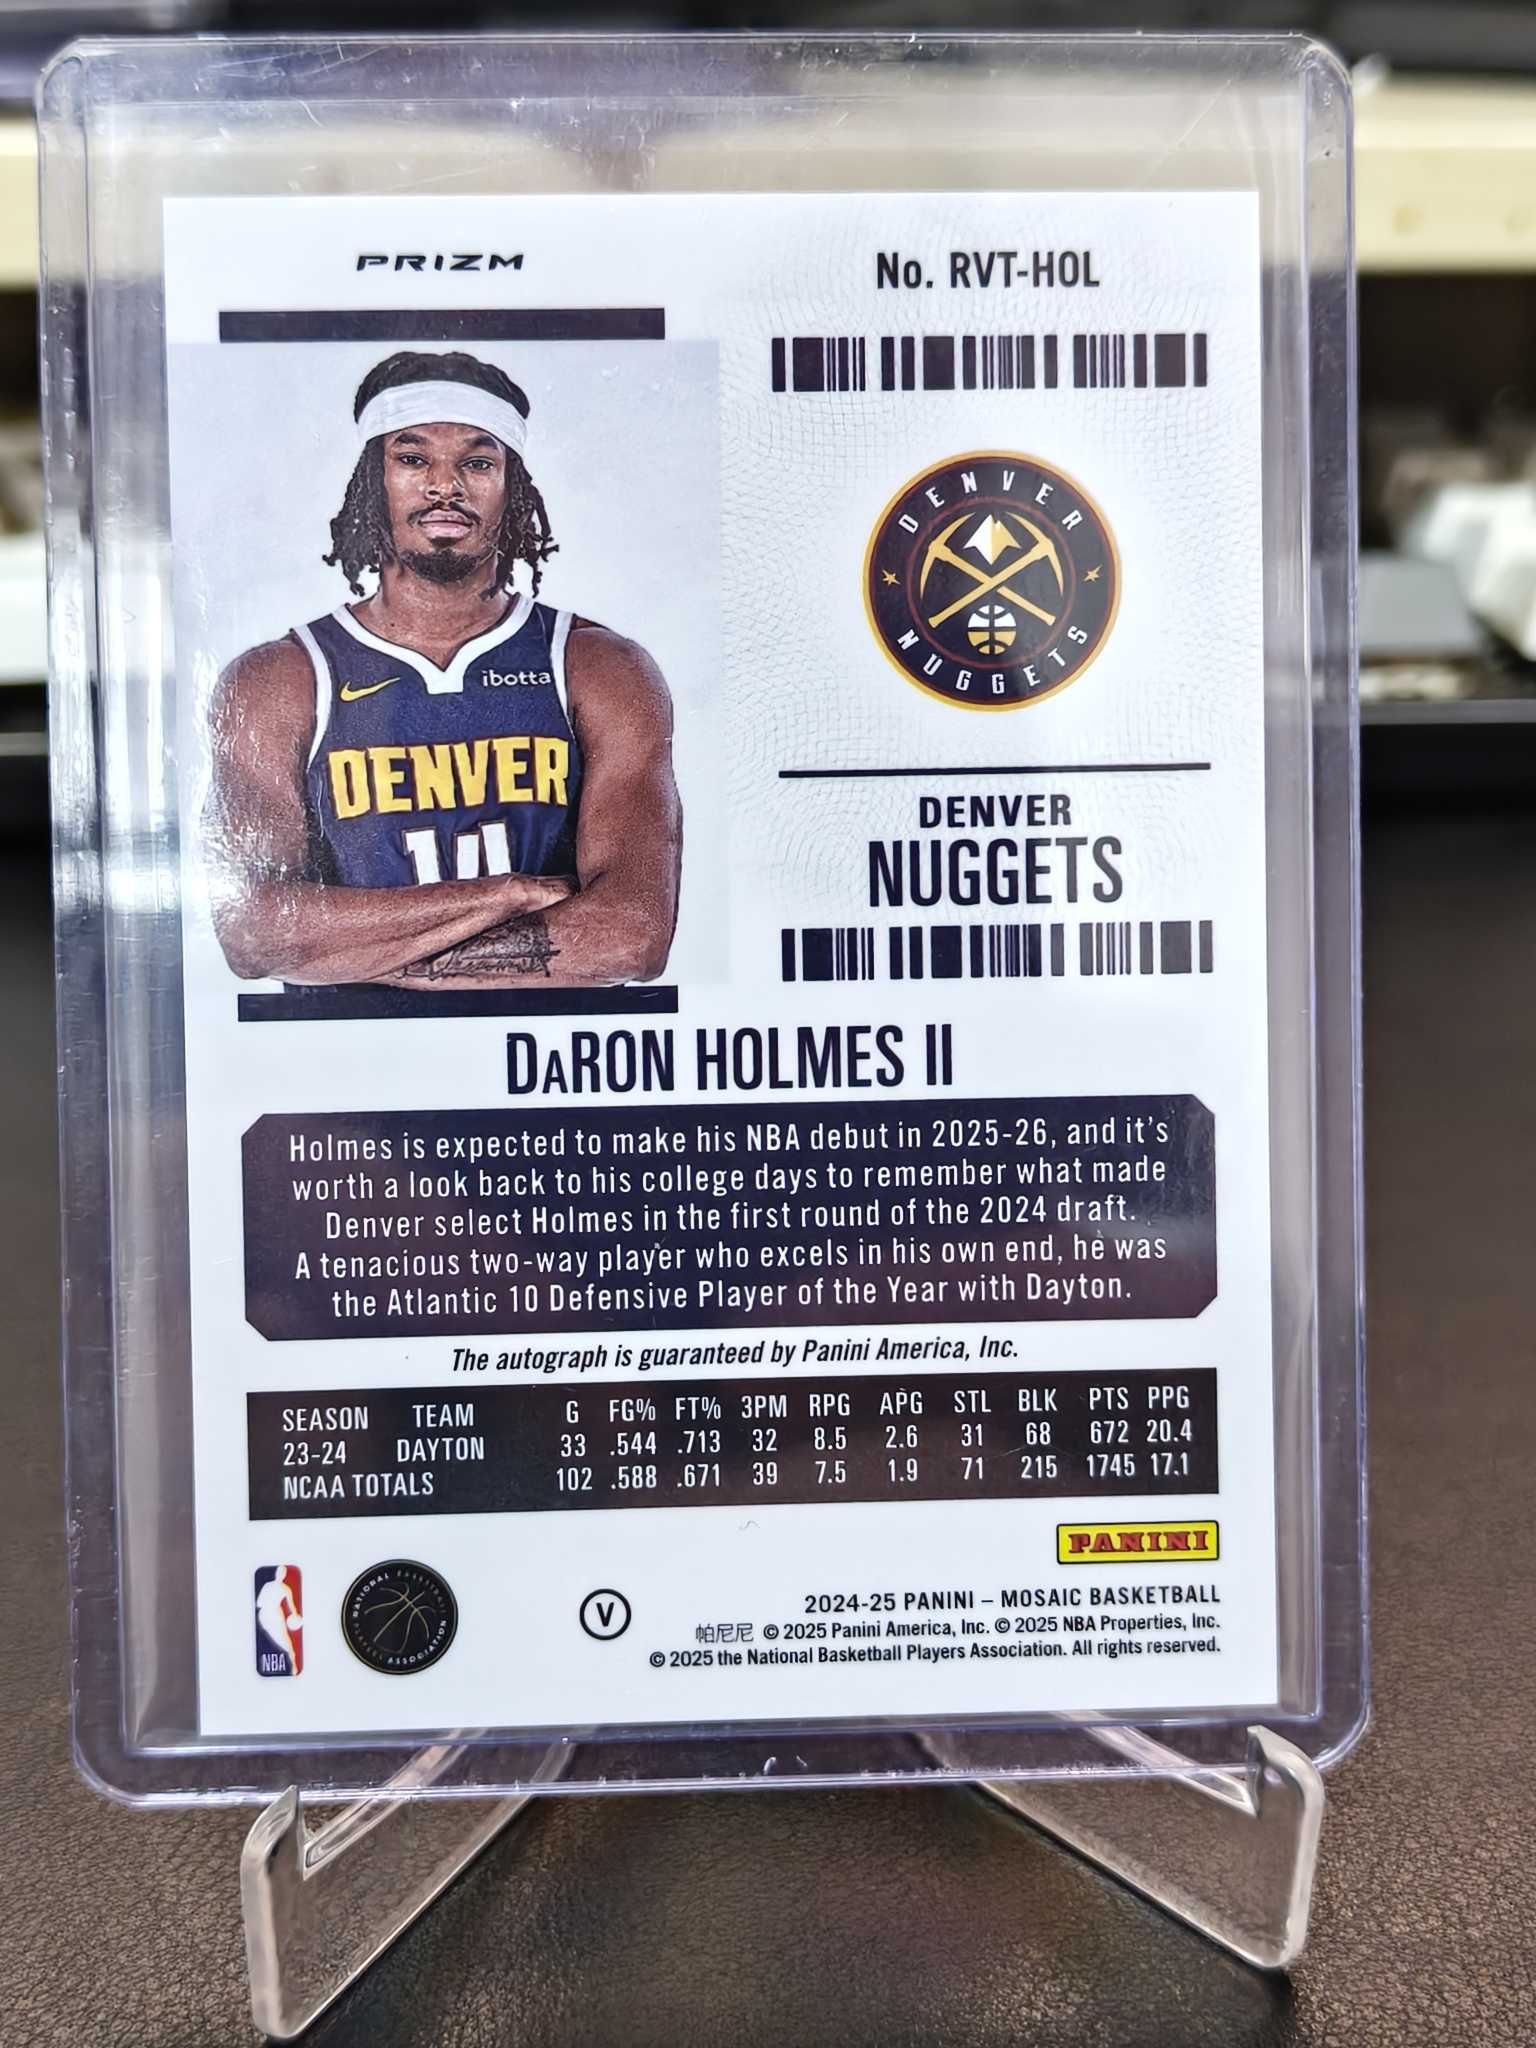 PRIZM
No. RVT-HOL
DENVER
NUGGETS
ibotta
DENVER
14
DENVER
NUGGETS
DaRON HOLMES II
Holmes is expected to make his NBA debut in 2025-26, and it's
worth a look back to his college days to remember what made
Denver select Holmes in the first round of the 2024 draft.
A tenacious two-way player who excels in his own end, he was
the Atlantic 10 Defensive Player of the Year with Dayton.
The autograph is guaranteed by Panini America, Inc.
SEASON TEAM G FG% FT% 3PM RPG APG STL BLK PTS PPG
23-24 DAYTON 33 .544 .713 32 8.5 2.6 31 68 672 20.4
NCAA TOTALS 102 .588 .671 39 7.5 1.9 71 215 1745 17.1
PANINI
NBA
NATIONAL BASKETBALL
PLAYERS ASSOCIATION
V
2024-25 PANINI – MOSAIC BASKETBALL
帕尼尼 © 2025 Panini America, Inc. © 2025 NBA Properties, Inc.
© 2025 the National Basketball Players Association. All rights reserved.